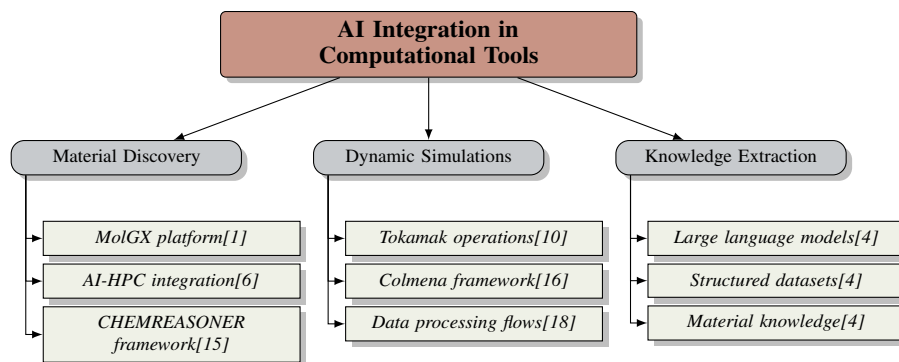 AI Integration in
Computational Tools
Material Discovery
Dynamic Simulations
Knowledge Extraction
MolGX platform[1]
Tokamak operations[10]
Large language models[4]
AI-HPC integration[6]
Colmena framework[16]
Structured datasets[4]
CHEMREASONER
framework[15]
Data processing flows[18]
Material knowledge[4]